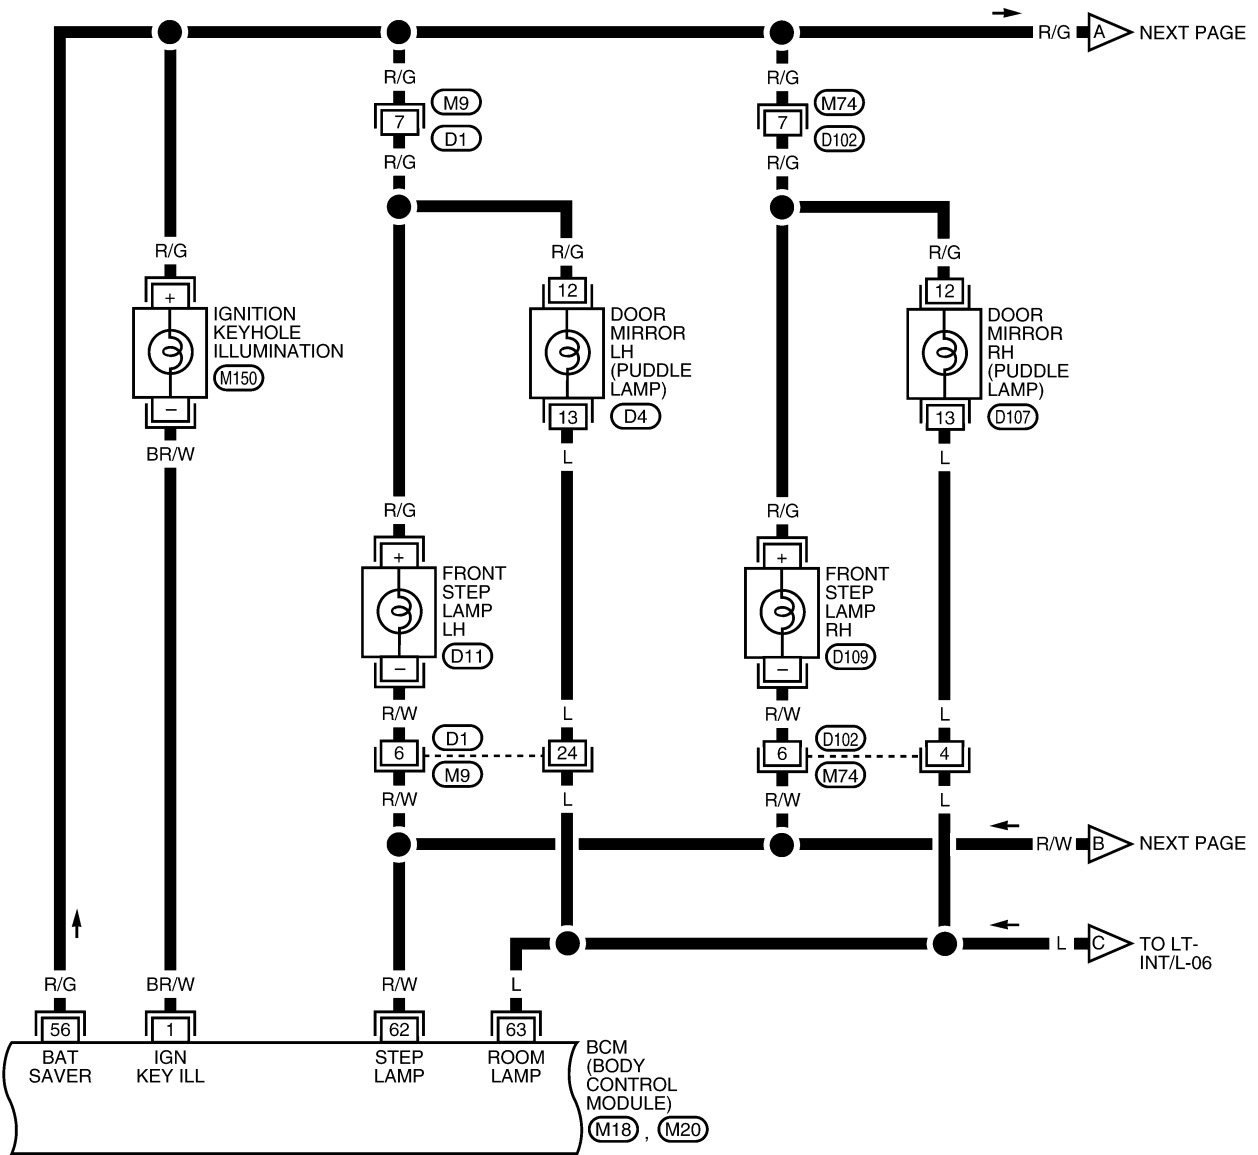 R/G
A
NEXT PAGE
R/G
R/G
M9
M74
7
7
D1
D102
R/G
R/G
R/G
R/G
R/G
+
12
12
IGNITION
KEYHOLE
ILLUMINATION
M150
DOOR
MIRROR
LH
(PUDDLE
LAMP)
D4
DOOR
MIRROR
RH
(PUDDLE
LAMP)
D107
−
13
13
BR/W
L
L
R/G
R/G
+
+
FRONT
STEP
LAMP
LH
D11
FRONT
STEP
LAMP
RH
D109
−
−
R/W
L
R/W
L
D1
D102
6
24
6
4
M9
M74
R/W
L
R/W
L
R/W
B
NEXT PAGE
L
C
TO LT-
INT/L-06
R/G
BR/W
R/W
L
56
1
62
63
BAT
SAVER
IGN
KEY ILL
STEP
LAMP
ROOM
LAMP
BCM
(BODY
CONTROL
MODULE)
M18 , M20